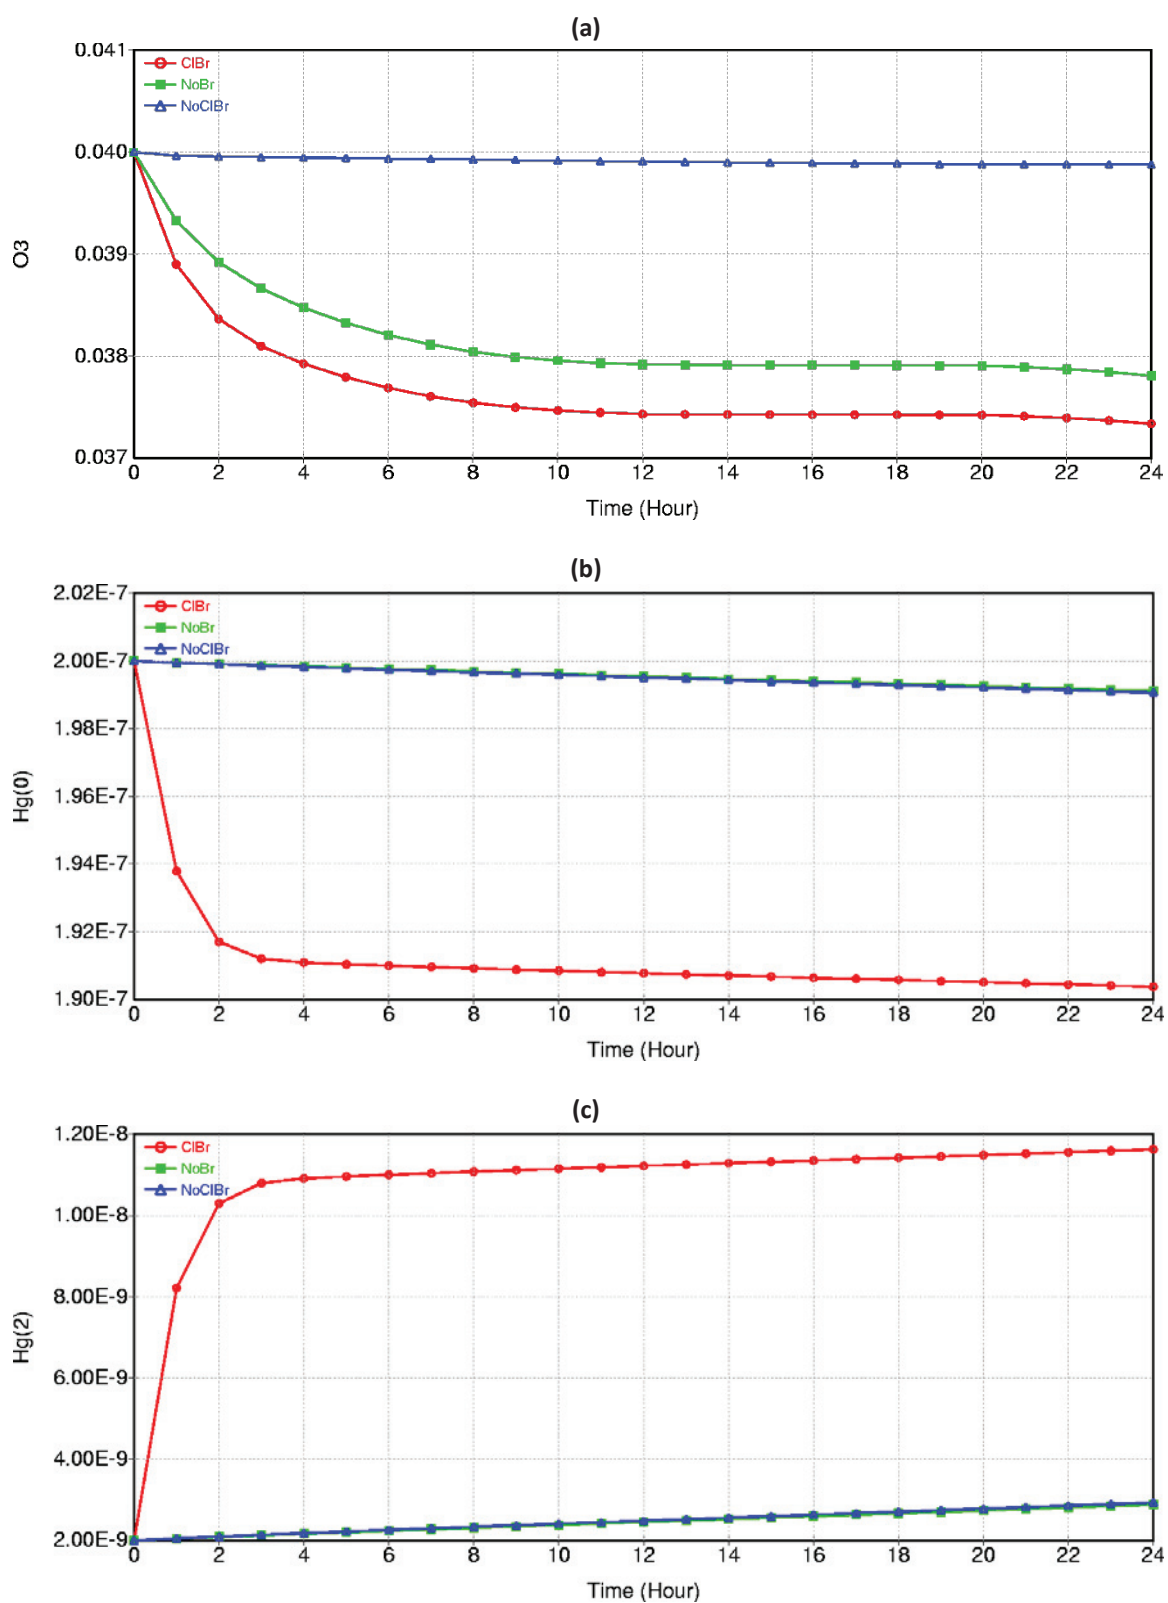 (a)
0.041
ClBr
NoBr
NoClBr
0.040
0.039
0.038
0.037
O3
0 2 4 6 8 10 12 14 16 18 20 22 24
Time (Hour)
(b)
2.02E-7
ClBr
NoBr
NoClBr
2.00E-7
1.98E-7
1.96E-7
1.94E-7
1.92E-7
1.90E-7
Hg(0)
0 2 4 6 8 10 12 14 16 18 20 22 24
Time (Hour)
(c)
1.20E-8
ClBr
NoBr
NoClBr
1.00E-8
8.00E-9
6.00E-9
4.00E-9
2.00E-9
Hg(2)
0 2 4 6 8 10 12 14 16 18 20 22 24
Time (Hour)